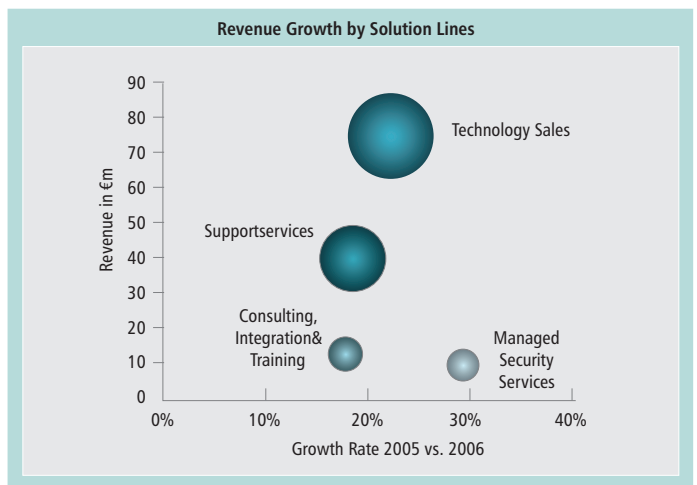 Revenue Growth by Solution Lines
Revenue in €m
90
80
70
60
50
40
30
20
10
0
Technology Sales
Supportservices
Consulting,
Integration&
Training
Managed
Security
Services
0% 10% 20% 30% 40%
Growth Rate 2005 vs. 2006